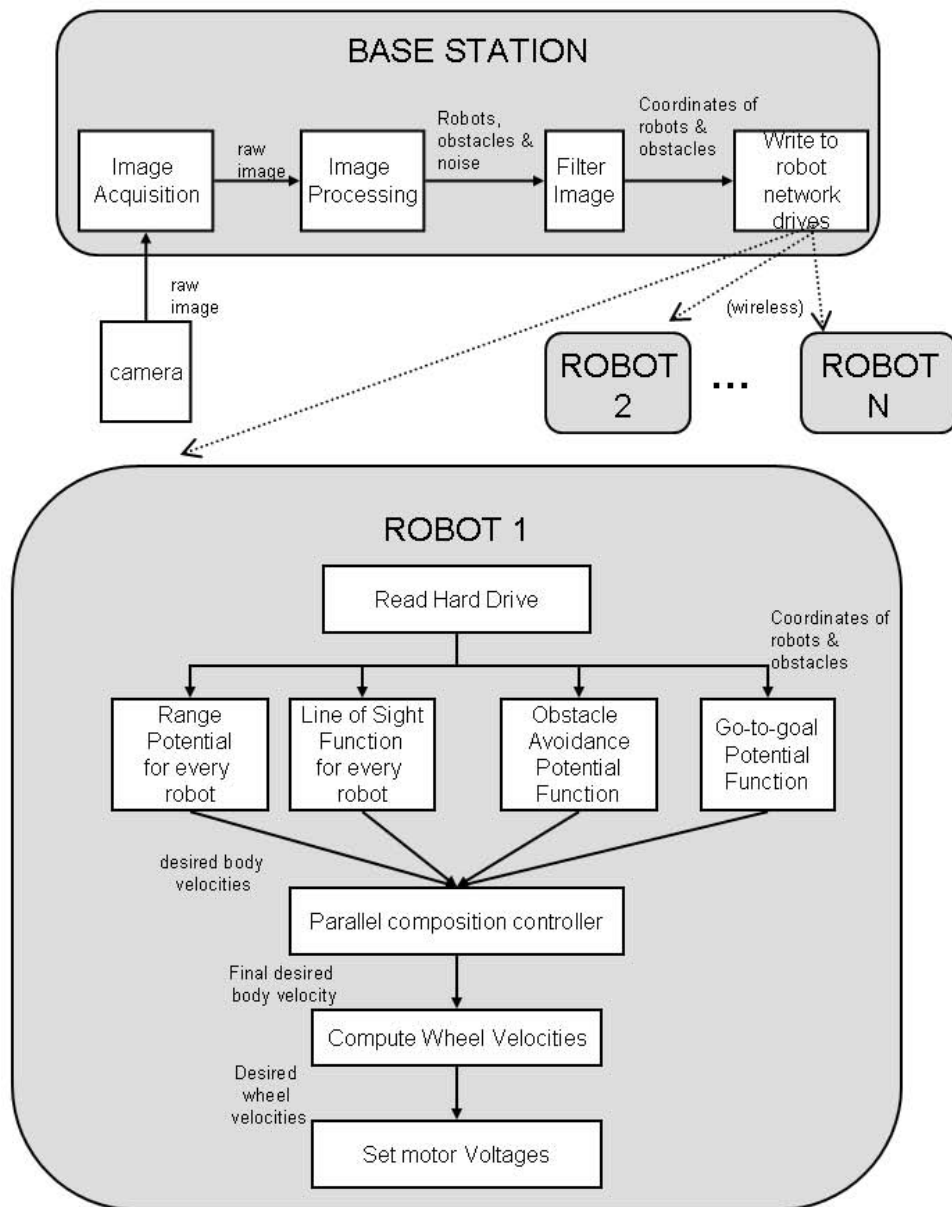 BASE STATION
Image
Acquisition
raw
image
Image
Processing
Robots,
obstacles &
noise
Filter
Image
Coordinates of
robots &
obstacles
Write to
robot
network
drives
raw
image
camera
(wireless)
ROBOT
2
...
ROBOT
N
ROBOT 1
Read Hard Drive
Coordinates of
robots &
obstacles
Range
Potential
for every
robot
Line of Sight
Function
for every
robot
Obstacle
Avoidance
Potential
Function
Go-to-goal
Potential
Function
desired body
velocities
Parallel composition controller
Final desired
body velocity
Compute Wheel Velocities
Desired
wheel
velocities
Set motor Voltages